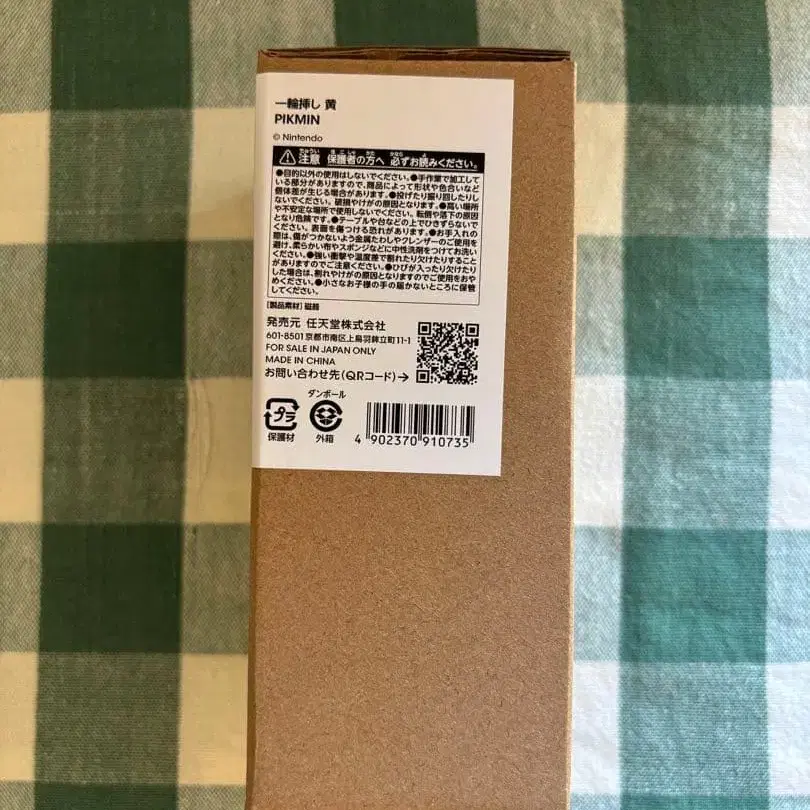 一輪挿し 黄
PIKMIN
© Nintendo
注意 保護者の方へ 必ずお読みください。
●目的以外の使用はしないでください。●手作業で加工して
いる部分がありますので、商品によって形状や色合いなど
個体差が生じる場合があります。●投げたり振り回したりし
ないでください。破損やけがの原因となります。●高い場所
や不安定な場所で使用しないでください。転倒や落下の原因
となり危険です。●テーブルや台などの上でひきずらないで
ください。表面を傷つける恐れがあります。●お手入れの
際は、傷がつかないよう金属たわしやクレンザーのご使用を
避け、柔らかい布やスポンジなどに中性洗剤をつけてお洗い
ください。●強い衝撃や温度差で割れたり欠けたりすること
がありますのでご注意ください。●ひびが入ったり欠けたり
した場合は、割れやけがの原因となりますのでご使用をおや
めください。●小さなお子様の手の届かないところに保管
してください。
[製品素材] 磁器
発売元 任天堂株式会社
601-8501 京都市南区上鳥羽鉾立町11-1
FOR SALE IN JAPAN ONLY
MADE IN CHINA
お問い合わせ先(QRコード)→
ダンボール
プラ
保護材 外箱
4 902370 910735